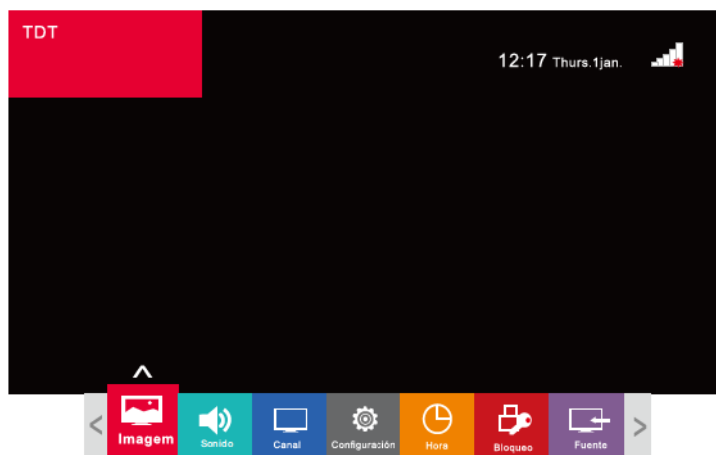 TDT
12:17 Thurs.1jan.
Imagem
Sonido
Canal
Configuración
Hora
Bloqueo
Fuente